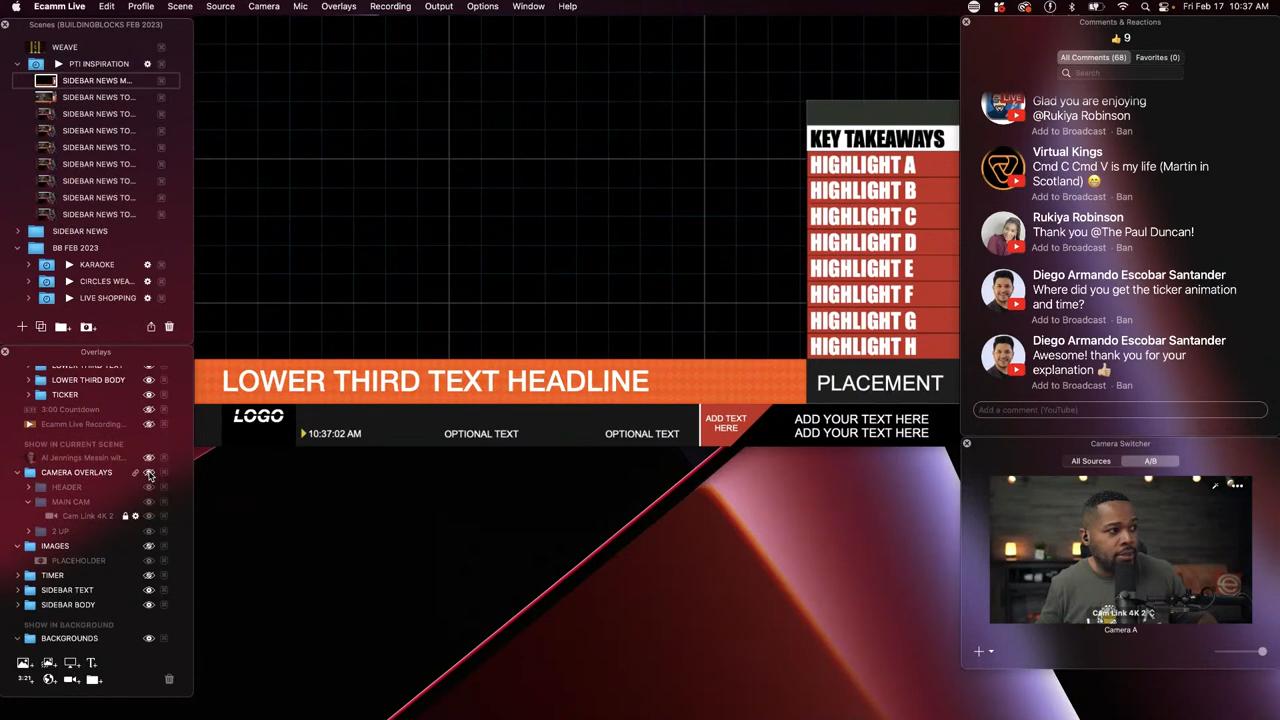 Ecamm Live Edit Profile Scene Source Camera Mic Overlays Recording Output Options Window Help
Fri Feb 17 10:37 AM
Scenes (BUILDINGBLOCKS FEB 2023)
WEAVE
PTI INSPIRATION
SIDEBAR NEWS M...
SIDEBAR NEWS TO...
SIDEBAR NEWS TO...
SIDEBAR NEWS TO...
SIDEBAR NEWS TO...
SIDEBAR NEWS TO...
SIDEBAR NEWS TO...
SIDEBAR NEWS TO...
SIDEBAR NEWS TO...
SIDEBAR NEWS
BB FEB 2023
KARAOKE
CIRCLES WEA...
LIVE SHOPPING
Overlays
LOWER THIRD TEXT
LOWER THIRD BODY
TICKER
3:00 Countdown
Ecamm Live Recording...
SHOW IN CURRENT SCENE
Al Jennings Messin wit...
CAMERA OVERLAYS
HEADER
MAIN CAM
Cam Link 4K 2
2 UP
IMAGES
PLACEHOLDER
TIMER
SIDEBAR TEXT
SIDEBAR BODY
SHOW IN BACKGROUND
BACKGROUNDS
KEY TAKEAWAYS
HIGHLIGHT A
HIGHLIGHT B
HIGHLIGHT C
HIGHLIGHT D
HIGHLIGHT E
HIGHLIGHT F
HIGHLIGHT G
HIGHLIGHT H
LOWER THIRD TEXT HEADLINE
PLACEMENT
LOGO
10:37:02 AM
OPTIONAL TEXT
OPTIONAL TEXT
ADD TEXT
HERE
ADD YOUR TEXT HERE
ADD YOUR TEXT HERE
Comments & Reactions
👍 9
All Comments (68) Favorites (0)
Search
LIVE
Glad you are enjoying
@Rukiya Robinson
Add to Broadcast · Ban
Virtual Kings
Cmd C Cmd V is my life (Martin in
Scotland) 😁
Add to Broadcast · Ban
Rukiya Robinson
Thank you @The Paul Duncan!
Add to Broadcast · Ban
Diego Armando Escobar Santander
Where did you get the ticker animation
and time?
Add to Broadcast · Ban
Diego Armando Escobar Santander
Awesome! thank you for your
explanation 👍🏼
Add to Broadcast · Ban
Add a comment (YouTube)
Camera Switcher
All Sources A/B
Cam Link 4K 2
Camera A